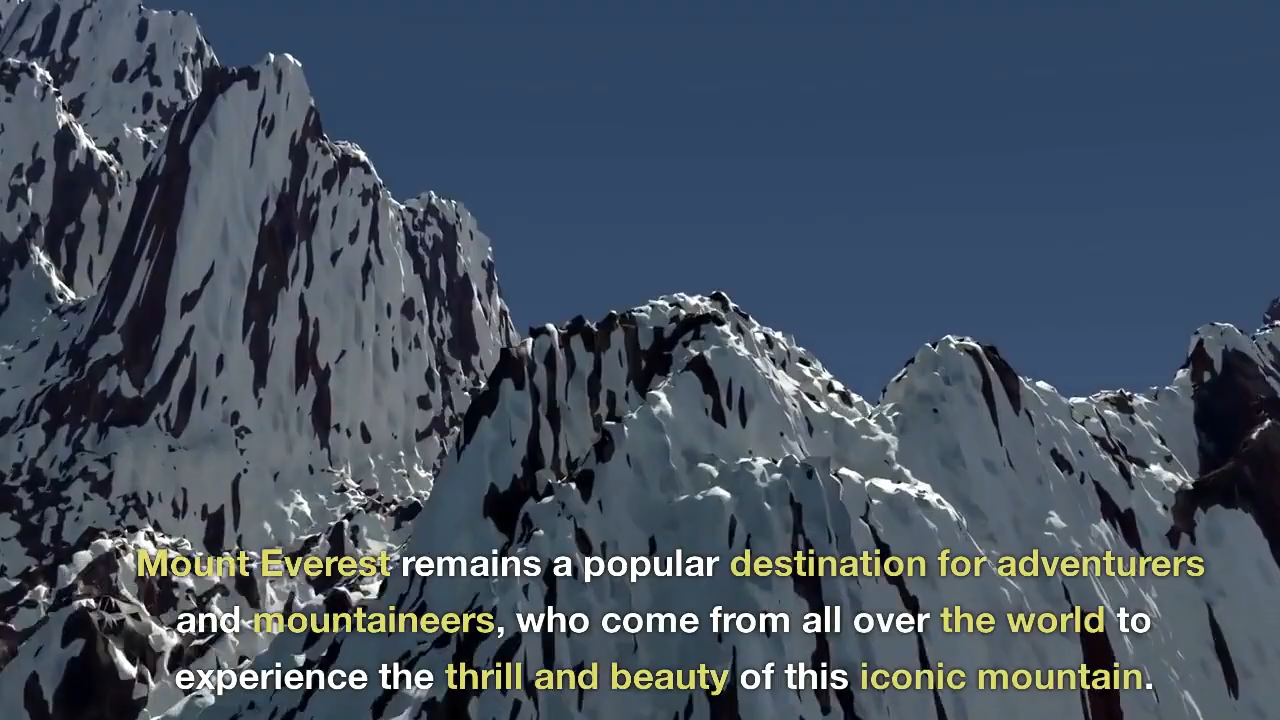 Mount Everest remains a popular destination for adventurers
and mountaineers, who come from all over the world to
experience the thrill and beauty of this iconic mountain.